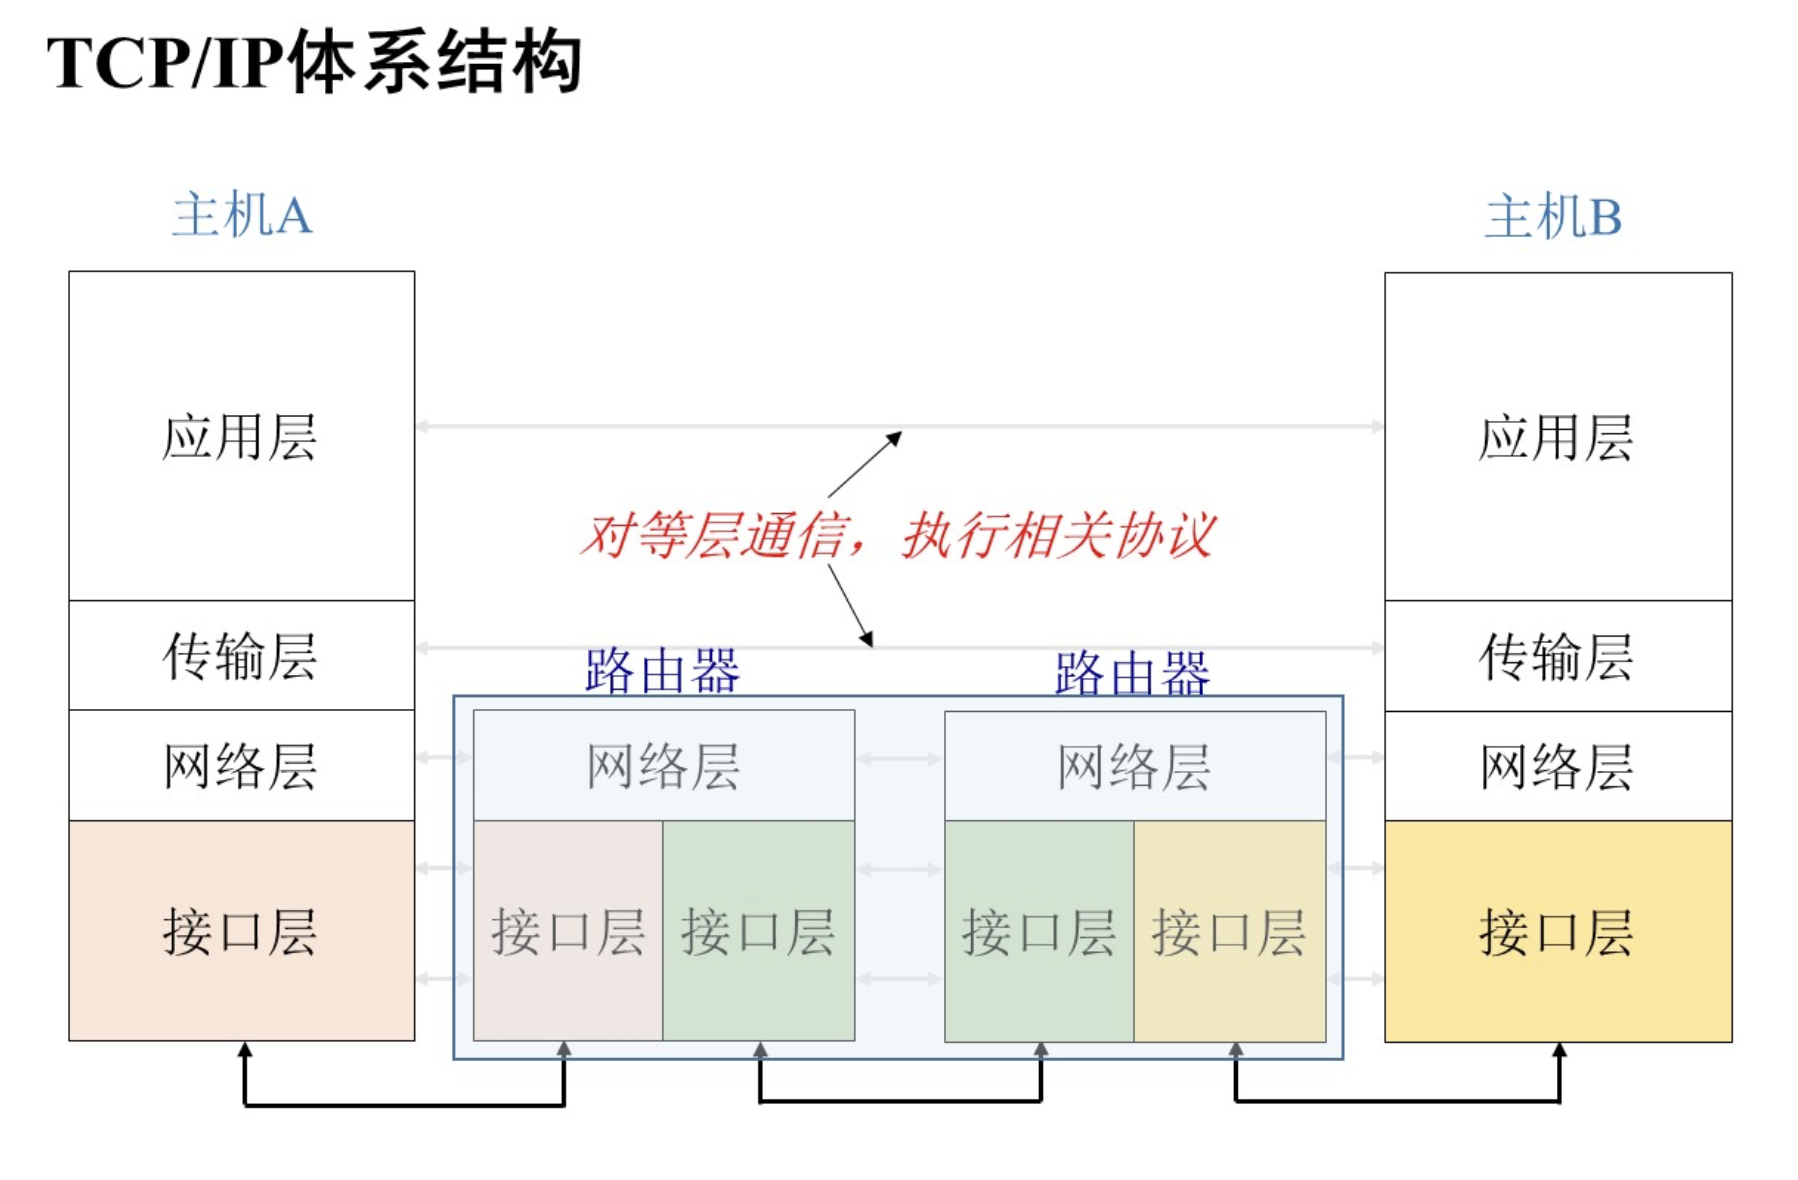 TCP/IP体系结构
主机A
主机B
应用层
应用层
对等层通信，执行相关协议
传输层
路由器
路由器
传输层
网络层
网络层
网络层
网络层
接口层
接口层
接口层
接口层
接口层
接口层